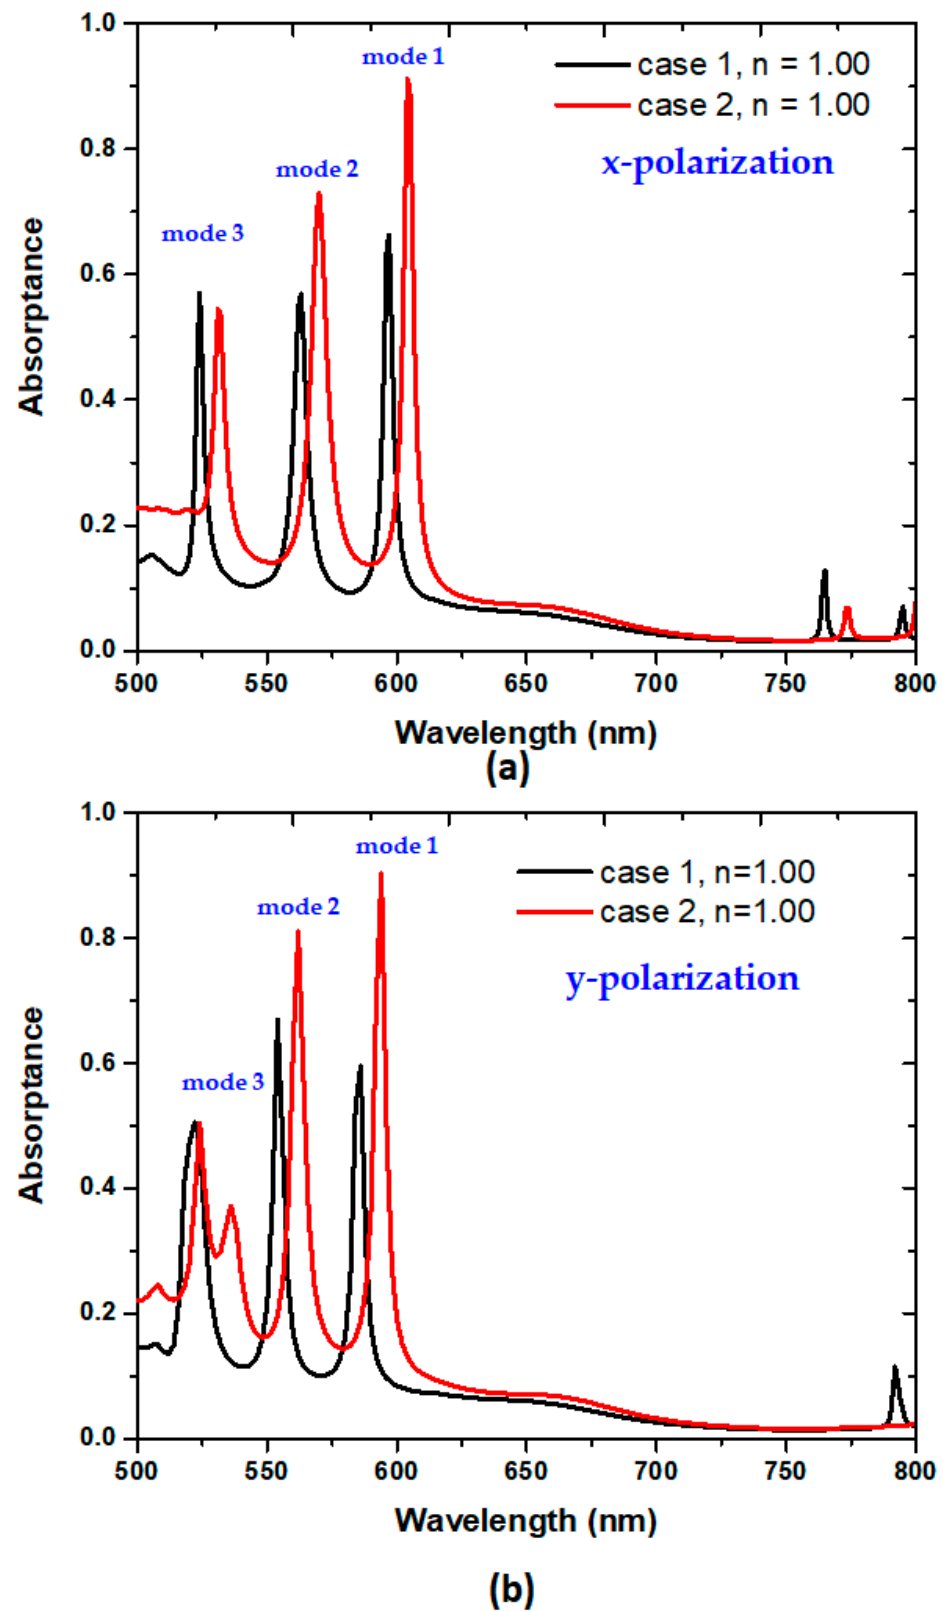 1.0
mode 1
case 1, n = 1.00
case 2, n = 1.00
0.8
x-polarization
mode 2
mode 3
0.6
Absorptance
0.4
0.2
0.0
500 550 600 650 700 750 800
Wavelength (nm)
(a)
1.0
mode 1
case 1, n=1.00
mode 2
case 2, n=1.00
0.8
y-polarization
0.6
mode 3
Absorptance
0.4
0.2
0.0
500 550 600 650 700 750 800
Wavelength (nm)
(b)